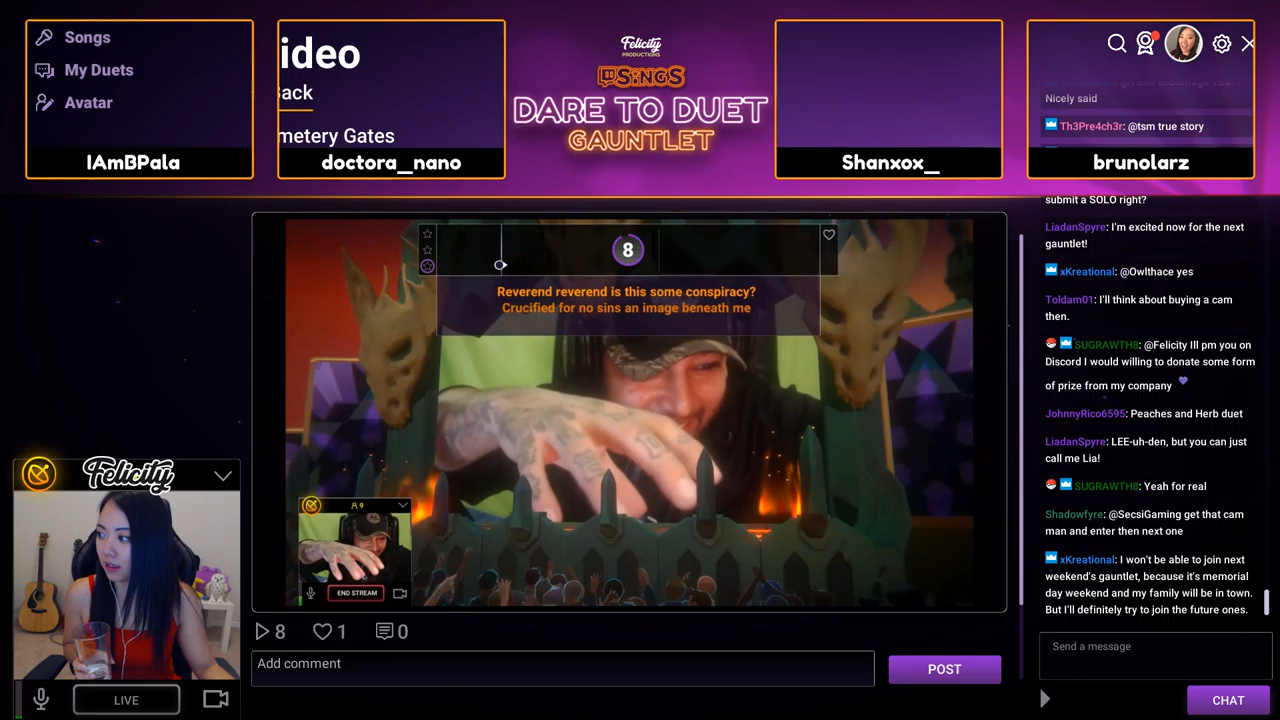 Songs
My Duets
Avatar
IAmBPala
ideo
ack
metery Gates
doctora_nano
Felicity
PRODUCTIONS
SINGS
DARE TO DUET
GAUNTLET
Shanxox_
Nicely said
Th3Pre4ch3r: @tsm true story
brunolarz
8
Reverend reverend is this some conspiracy?
Crucified for no sins an image beneath me
9
END STREAM
8
1
0
Add comment
POST
Felicity
LIVE
submit a SOLO right?
LiadanSpyre: I'm excited now for the next
gauntlet!
xKreational: @Owlthace yes
Toldam01: I'll think about buying a cam
then.
SUGRAWTH8: @Felicity Ill pm you on
Discord I would willing to donate some form
of prize from my company
JohnnyRico6595: Peaches and Herb duet
LiadanSpyre: LEE-uh-den, but you can just
call me Lia!
SUGRAWTH8: Yeah for real
Shadowfyre: @SecsiGaming get that cam
man and enter then next one
xKreational: I won't be able to join next
weekend's gauntlet, because it's memorial
day weekend and my family will be in town.
But I'll definitely try to join the future ones.
Send a message
CHAT